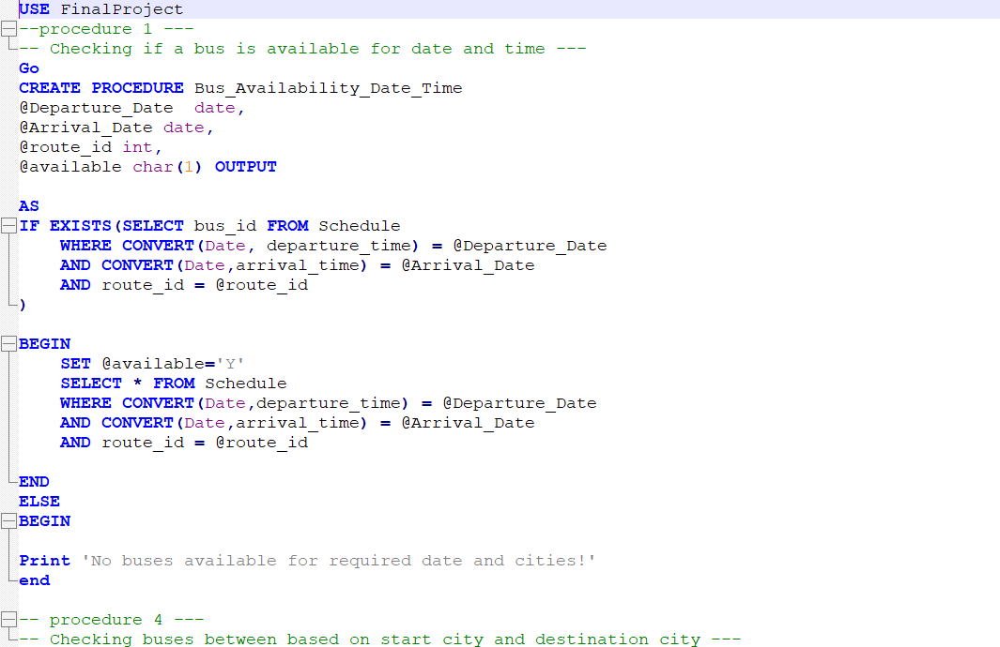 USE FinalProject
--procedure 1 ---
-- Checking if a bus is available for date and time ---
Go
CREATE PROCEDURE Bus_Availability_Date_Time
@Departure_Date  date,
@Arrival_Date date,
@route_id int,
@available char(1) OUTPUT
AS
IF EXISTS(SELECT bus_id FROM Schedule
    WHERE CONVERT(Date, departure_time) = @Departure_Date
    AND CONVERT(Date,arrival_time) = @Arrival_Date
    AND route_id = @route_id
)
BEGIN
    SET @available='Y'
    SELECT * FROM Schedule
    WHERE CONVERT(Date,departure_time) = @Departure_Date
    AND CONVERT(Date,arrival_time) = @Arrival_Date
    AND route_id = @route_id
END
ELSE
BEGIN
Print 'No buses available for required date and cities!'
end
-- procedure 4 ---
-- Checking buses between based on start city and destination city ---